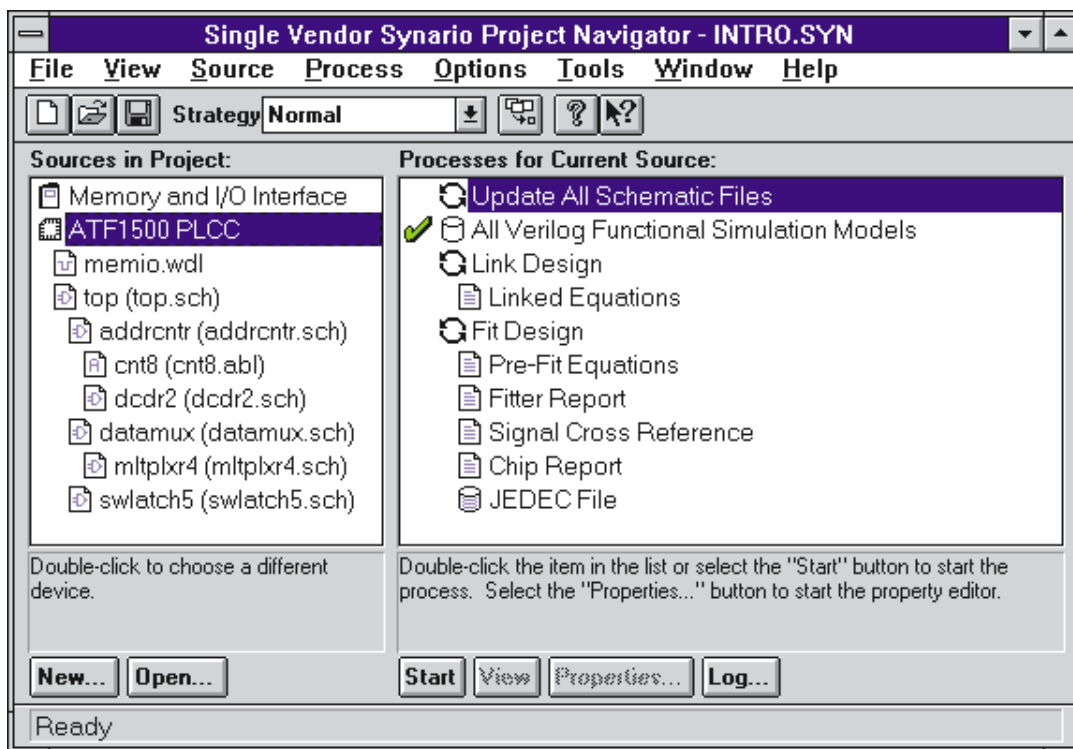 Single Vendor Synario Project Navigator - INTRO.SYN
File View Source Process Options Tools Window Help
Strategy Normal
Sources in Project:
Memory and I/O Interface
ATF1500 PLCC
memio.wdl
top (top.sch)
addrcntr (addrcntr.sch)
cnt8 (cnt8.abl)
dcdr2 (dcdr2.sch)
datamux (datamux.sch)
mltplxr4 (mltplxr4.sch)
swlatch5 (swlatch5.sch)
Double-click to choose a different
device.
New... Open...
Processes for Current Source:
Update All Schematic Files
All Verilog Functional Simulation Models
Link Design
Linked Equations
Fit Design
Pre-Fit Equations
Fitter Report
Signal Cross Reference
Chip Report
JEDEC File
Double-click the item in the list or select the "Start" button to start the
process. Select the "Properties..." button to start the property editor.
Start View Properties... Log...
Ready